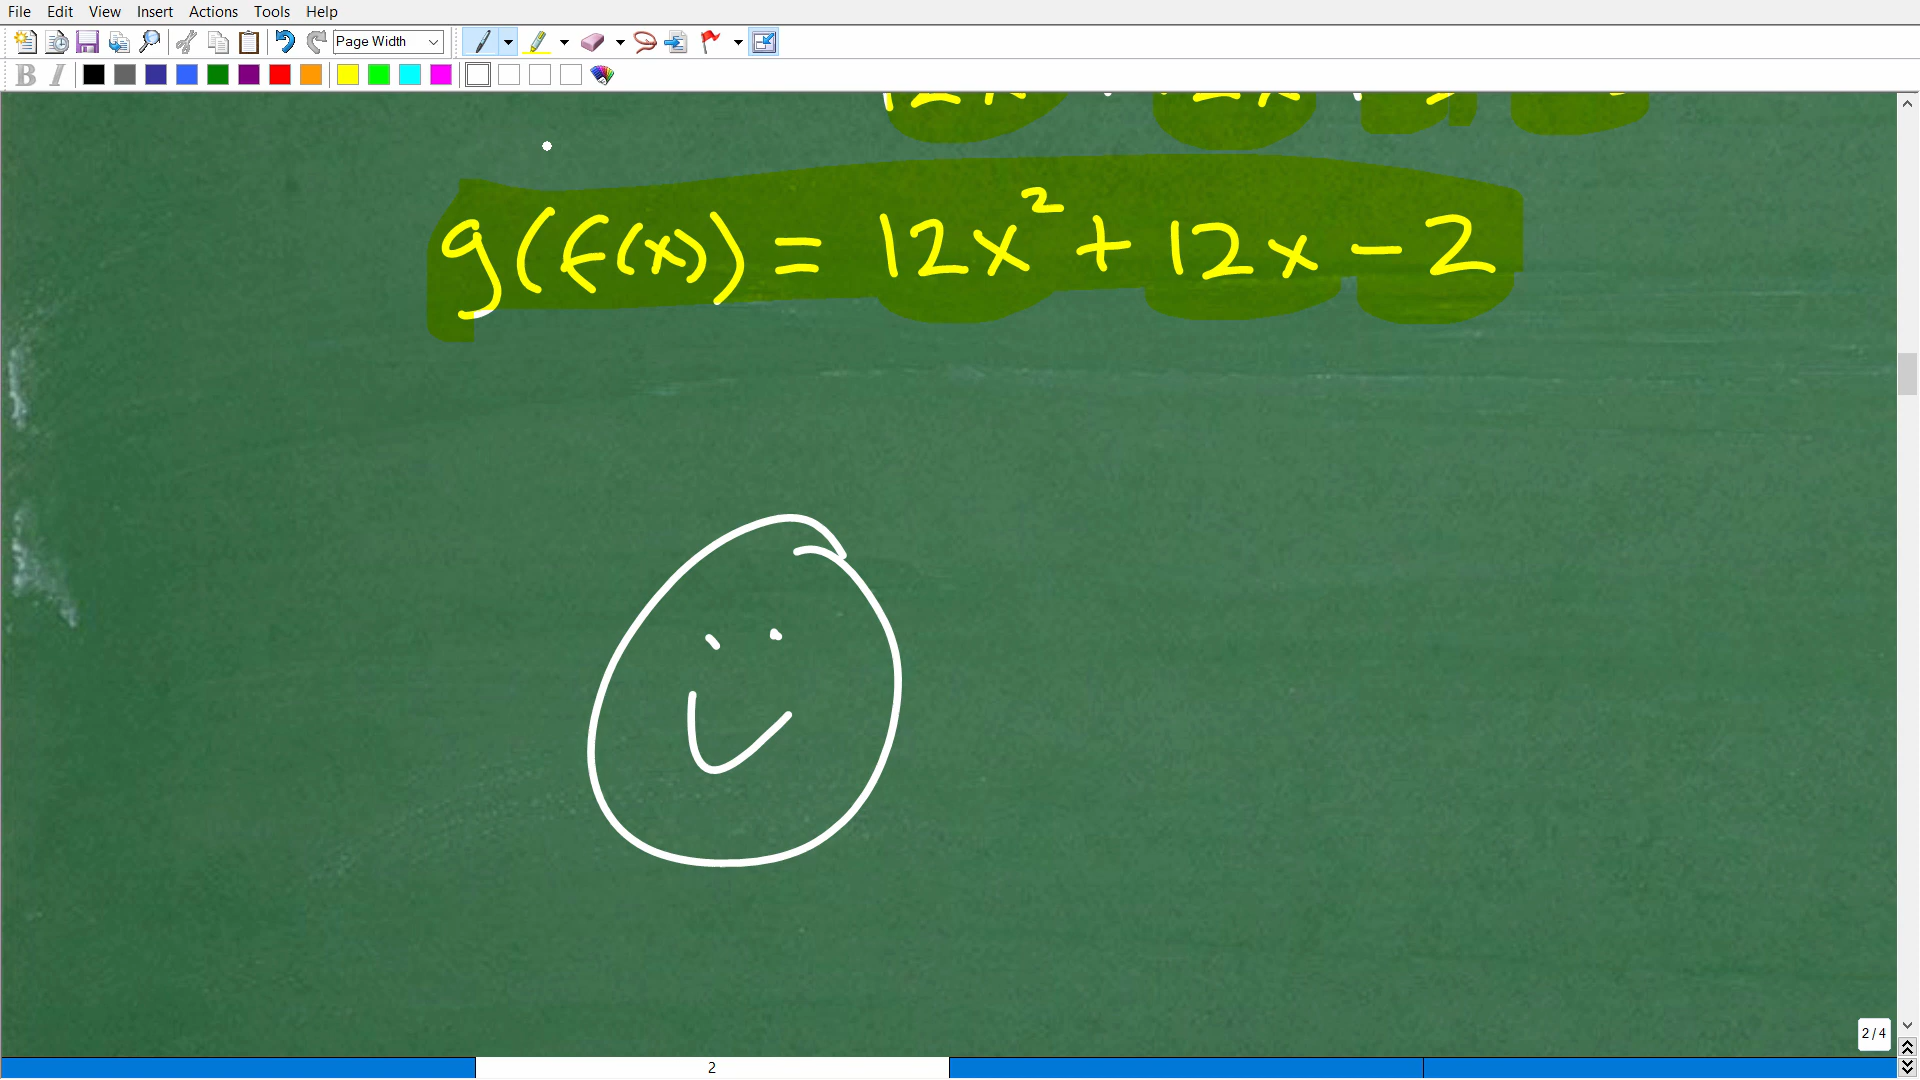 File Edit View Insert Actions Tools Help
Page Width
B I
g(f(x)) = 12x² + 12x - 2
2 / 4
2